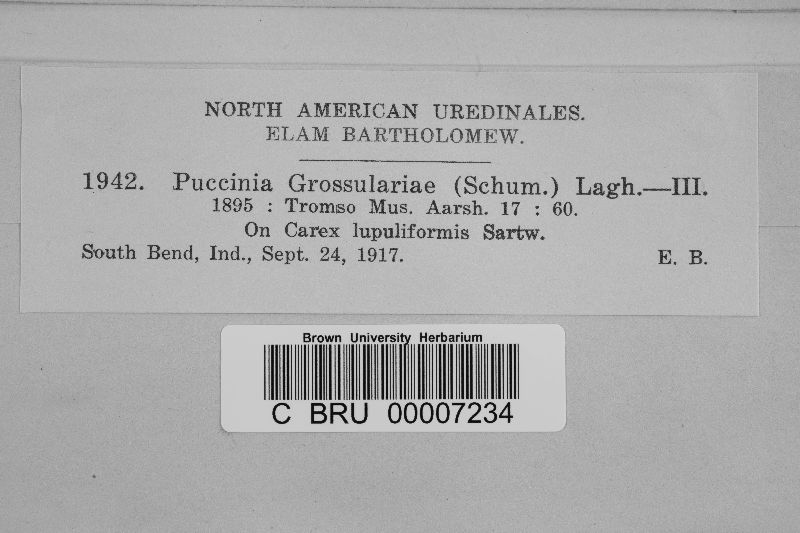 NORTH AMERICAN UREDINALES.
ELAM BARTHOLOMEW.
1942. Puccinia Grossulariae (Schum.) Lagh.—III.
1895 : Tromso Mus. Aarsh. 17 : 60.
On Carex lupuliformis Sartw.
South Bend, Ind., Sept. 24, 1917. E. B.
Brown University Herbarium
C BRU 00007234